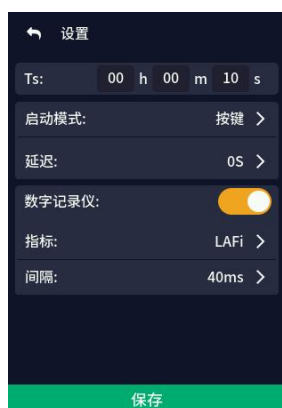 设置
Ts: 00 h 00 m 10 s
启动模式: 按键
延迟: 0S
数字记录仪:
指标: LAFi
间隔: 40ms
保存